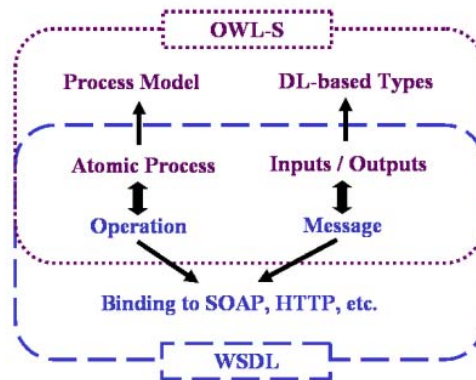 OWL-S
Process Model DL-based Types
Atomic Process Inputs / Outputs
Operation Message
Binding to SOAP, HTTP, etc.
WSDL